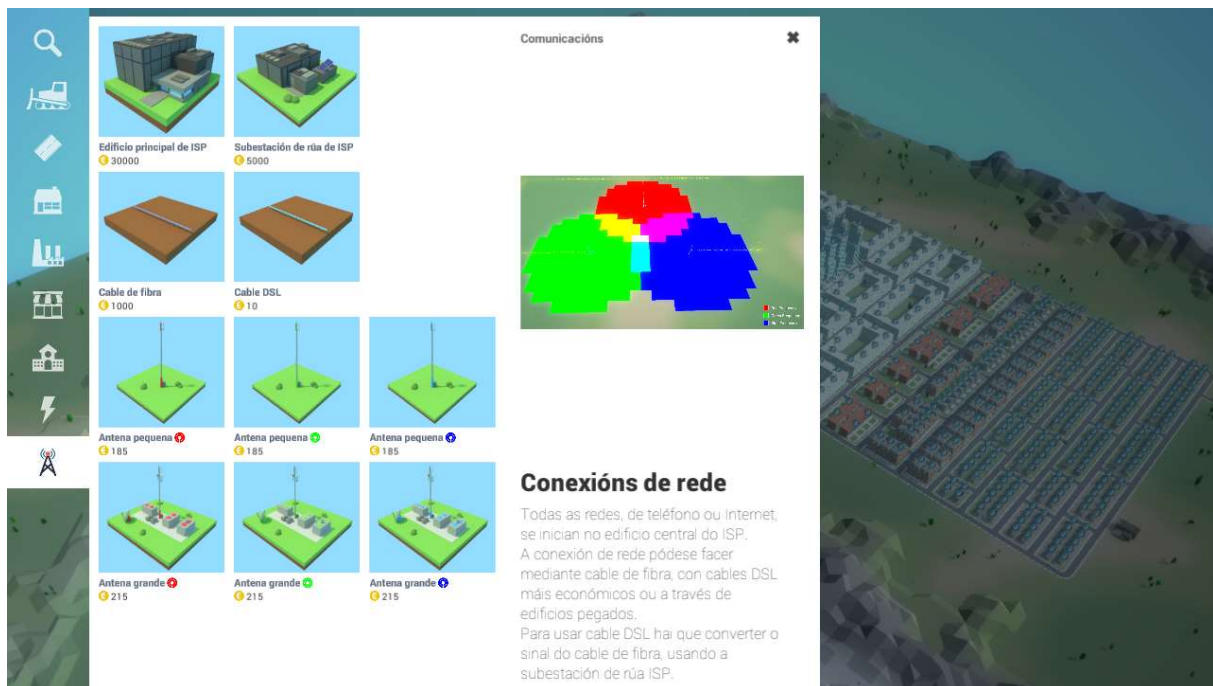 Comunicacións
Edificio principal de ISP
30000
Subestación de rúa de ISP
5000
Cable de fibra
1000
Cable DSL
10
Antena pequena
185
Antena pequena
185
Antena pequena
185
Antena grande
215
Antena grande
215
Antena grande
215
Conexións de rede
Todas as redes, de teléfono ou Internet,
se inician no edificio central do ISP.
A conexión de rede pódese facer
mediante cable de fibra, con cables DSL
máis económicos ou a través de
edificios pegados.
Para usar cable DSL hai que converter o
sinal do cable de fibra, usando a
subestación de rúa ISP.